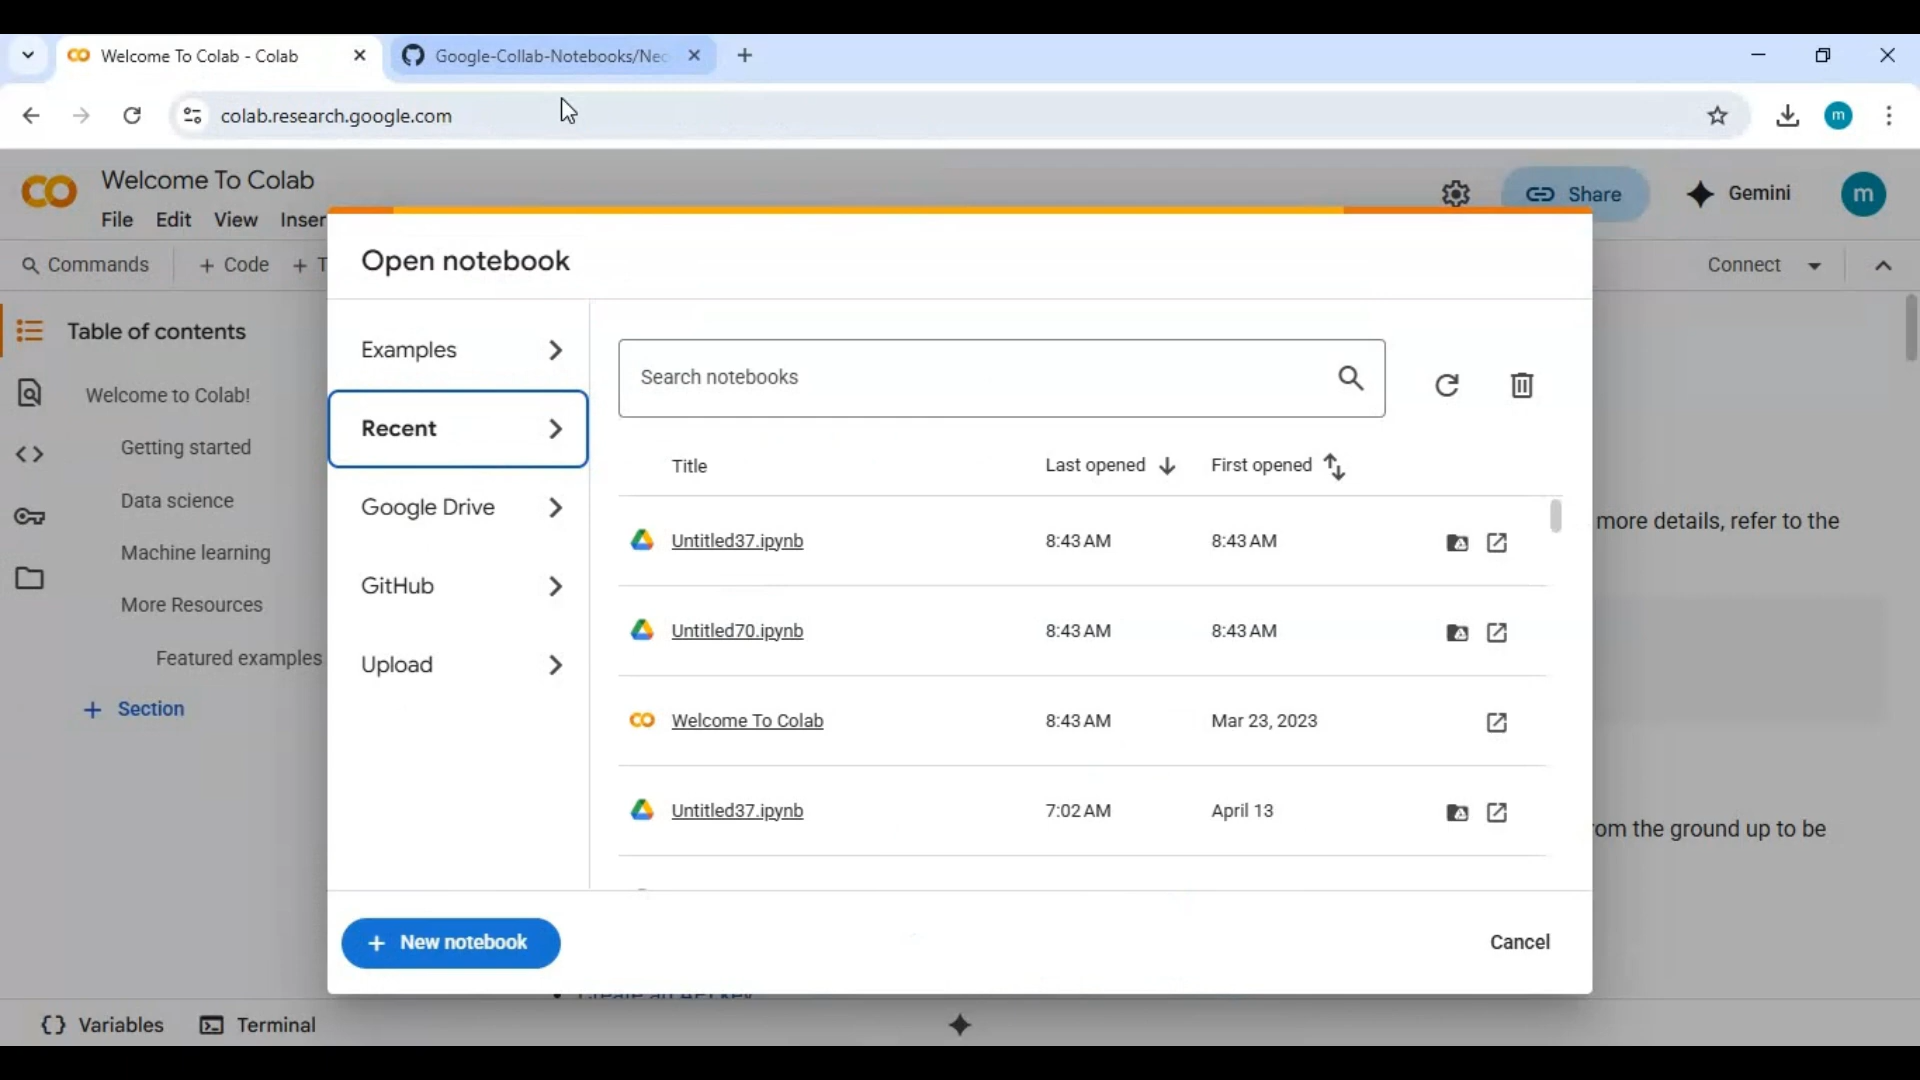 Welcome To Colab - Colab
Google-Collab-Notebooks/Nec
colab.research.google.com
m
Welcome To Colab
Share
Gemini
m
File Edit View Inser
Commands + Code + T
Connect
Open notebook
Table of contents
Welcome to Colab!
Getting started
Data science
Machine learning
More Resources
Featured examples
+ Section
Examples
Recent
Google Drive
GitHub
Upload
Search notebooks
Title Last opened First opened
Untitled37.ipynb 8:43 AM 8:43 AM
Untitled70.ipynb 8:43 AM 8:43 AM
Welcome To Colab 8:43 AM Mar 23, 2023
Untitled37.ipynb 7:02 AM April 13
more details, refer to the
om the ground up to be
+ New notebook
Cancel
Variables Terminal